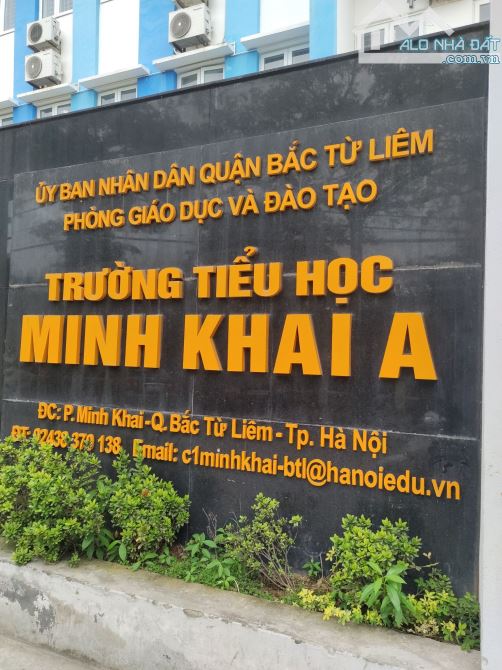 ALO NHÀ ĐẤT
.com.vn
ỦY BAN NHÂN DÂN QUẬN BẮC TỪ LIÊM
PHÒNG GIÁO DỤC VÀ ĐÀO TẠO
TRƯỜNG TIỂU HỌC
MINH KHAI A
ĐC: P. Minh Khai - Q. Bắc Từ Liêm - Tp. Hà Nội
ĐT: 02438 370 138 Email: c1minhkhai-btl@hanoiedu.vn